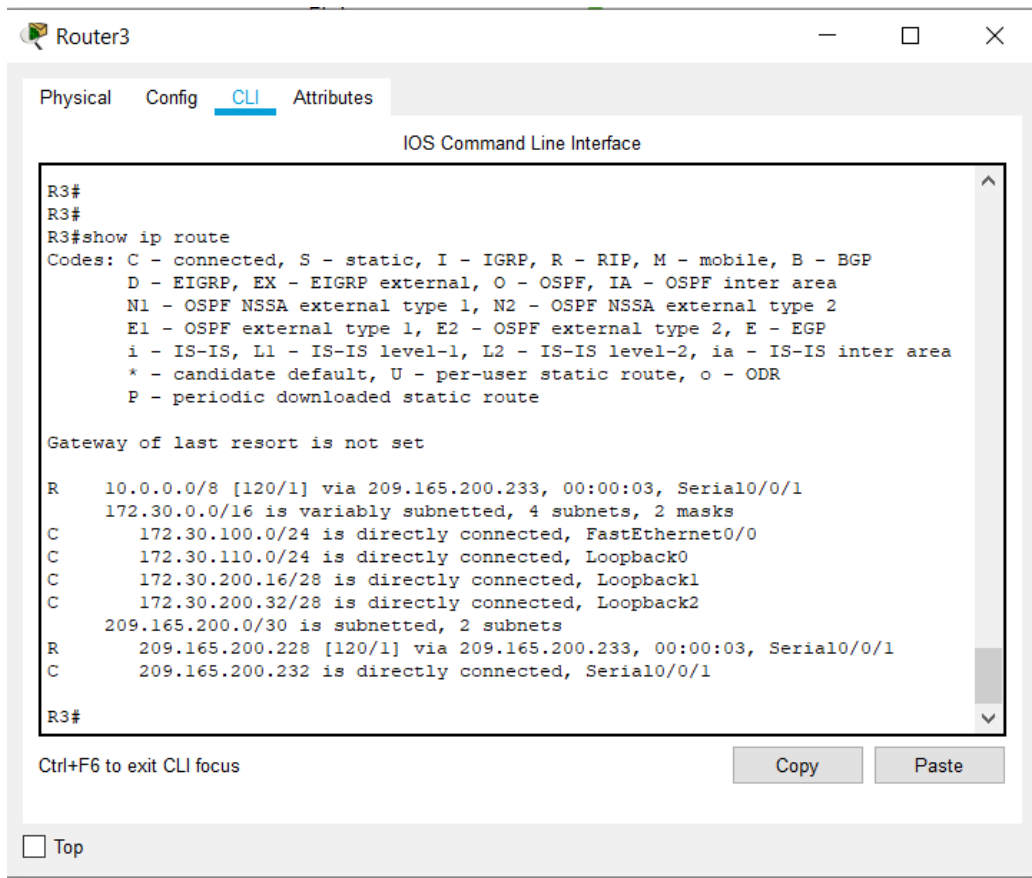 Router3
Physical Config CLI Attributes
IOS Command Line Interface
R3#
R3#
R3#show ip route
Codes: C - connected, S - static, I - IGRP, R - RIP, M - mobile, B - BGP
       D - EIGRP, EX - EIGRP external, O - OSPF, IA - OSPF inter area
       N1 - OSPF NSSA external type 1, N2 - OSPF NSSA external type 2
       E1 - OSPF external type 1, E2 - OSPF external type 2, E - EGP
       i - IS-IS, L1 - IS-IS level-1, L2 - IS-IS level-2, ia - IS-IS inter area
       * - candidate default, U - per-user static route, o - ODR
       P - periodic downloaded static route
Gateway of last resort is not set
R    10.0.0.0/8 [120/1] via 209.165.200.233, 00:00:03, Serial0/0/1
     172.30.0.0/16 is variably subnetted, 4 subnets, 2 masks
C       172.30.100.0/24 is directly connected, FastEthernet0/0
C       172.30.110.0/24 is directly connected, Loopback0
C       172.30.200.16/28 is directly connected, Loopback1
C       172.30.200.32/28 is directly connected, Loopback2
     209.165.200.0/30 is subnetted, 2 subnets
R       209.165.200.228 [120/1] via 209.165.200.233, 00:00:03, Serial0/0/1
C       209.165.200.232 is directly connected, Serial0/0/1
R3#
Ctrl+F6 to exit CLI focus
Copy Paste
Top